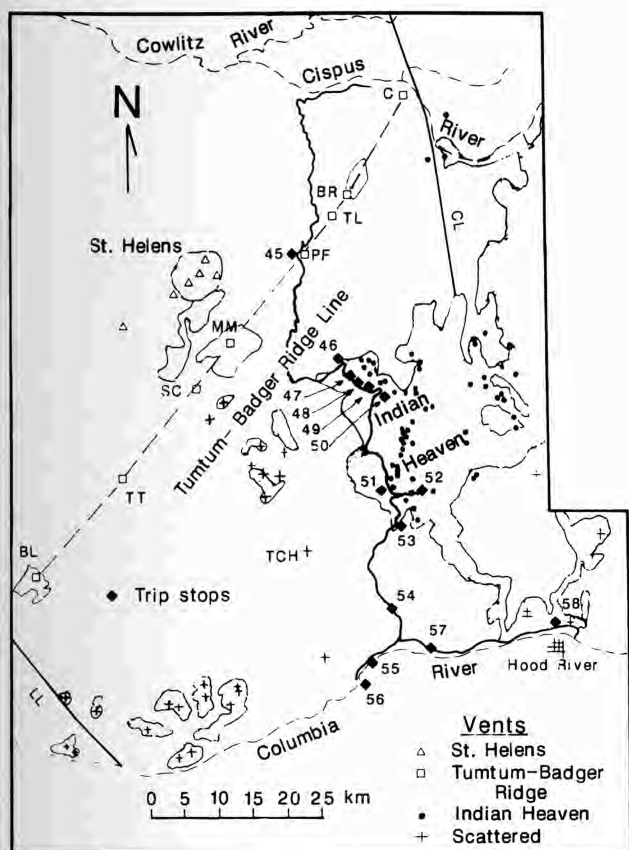 Cowlitz River
Cispus
River
N
C
BR
TL
CL
St. Helens
45
PF
MM
SC
Tumtum-Badger Ridge Line
46
47
48
49
50
Indian
Heaven
TT
51
52
53
BL
TCH
Trip stops
54
58
57
55
56
River
Hood River
LL
Columbia
0 5 10 15 20 25 km
Vents
St. Helens
Tumtum-Badger
Ridge
Indian Heaven
Scattered